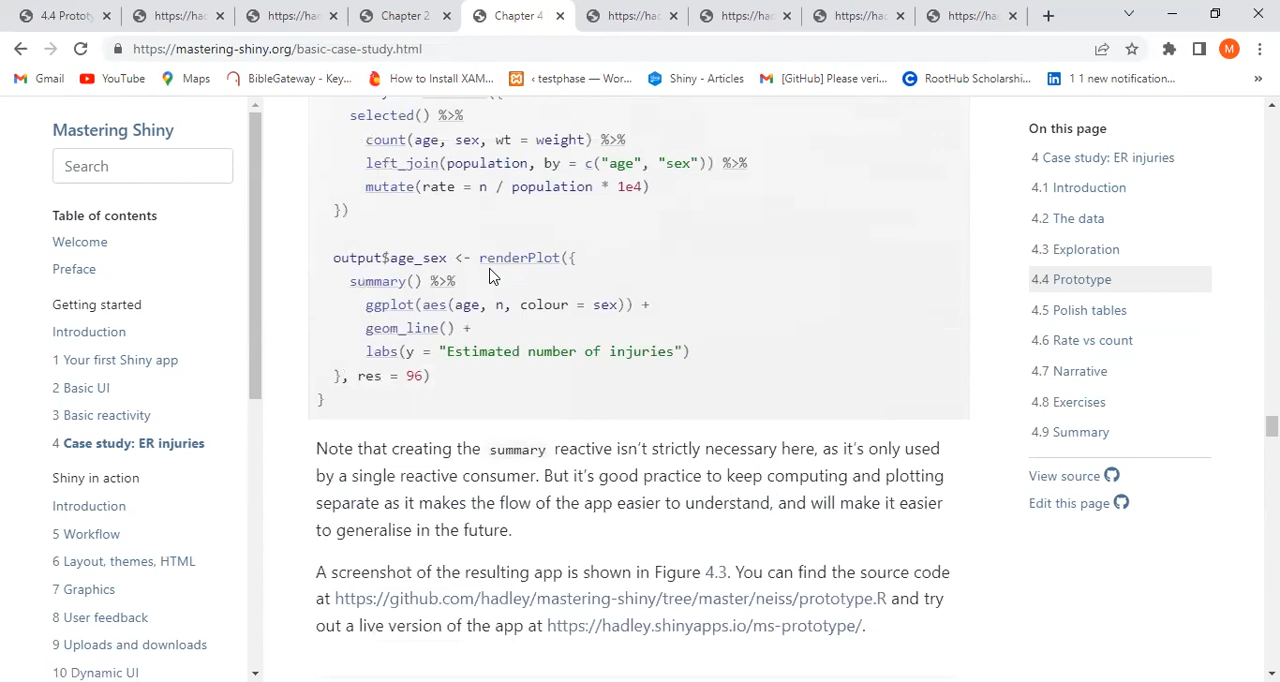 4.4 Proto
https://had
https://had
Chapter 2
Chapter 4
https://had
https://had
https://had
https://had
https://mastering-shiny.org/basic-case-study.html
M
Gmail
YouTube
Maps
BibleGateway - Key...
How to Install XAM...
‹ testphase — Wor...
Shiny - Articles
[GitHub] Please veri...
RootHub Scholarshi...
1 1 new notification...
»
Mastering Shiny
Search
Table of contents
Welcome
Preface
Getting started
Introduction
1 Your first Shiny app
2 Basic UI
3 Basic reactivity
4 Case study: ER injuries
Shiny in action
Introduction
5 Workflow
6 Layout, themes, HTML
7 Graphics
8 User feedback
9 Uploads and downloads
10 Dynamic UI
selected() %>%
count(age, sex, wt = weight) %>%
left_join(population, by = c("age", "sex")) %>%
mutate(rate = n / population * 1e4)
})
output$age_sex <- renderPlot({
summary() %>%
ggplot(aes(age, n, colour = sex)) +
geom_line() +
labs(y = "Estimated number of injuries")
}, res = 96)
}
Note that creating the summary reactive isn't strictly necessary here, as it's only used
by a single reactive consumer. But it's good practice to keep computing and plotting
separate as it makes the flow of the app easier to understand, and will make it easier
to generalise in the future.
A screenshot of the resulting app is shown in Figure 4.3. You can find the source code
at https://github.com/hadley/mastering-shiny/tree/master/neiss/prototype.R and try
out a live version of the app at https://hadley.shinyapps.io/ms-prototype/.
On this page
4 Case study: ER injuries
4.1 Introduction
4.2 The data
4.3 Exploration
4.4 Prototype
4.5 Polish tables
4.6 Rate vs count
4.7 Narrative
4.8 Exercises
4.9 Summary
View source
Edit this page